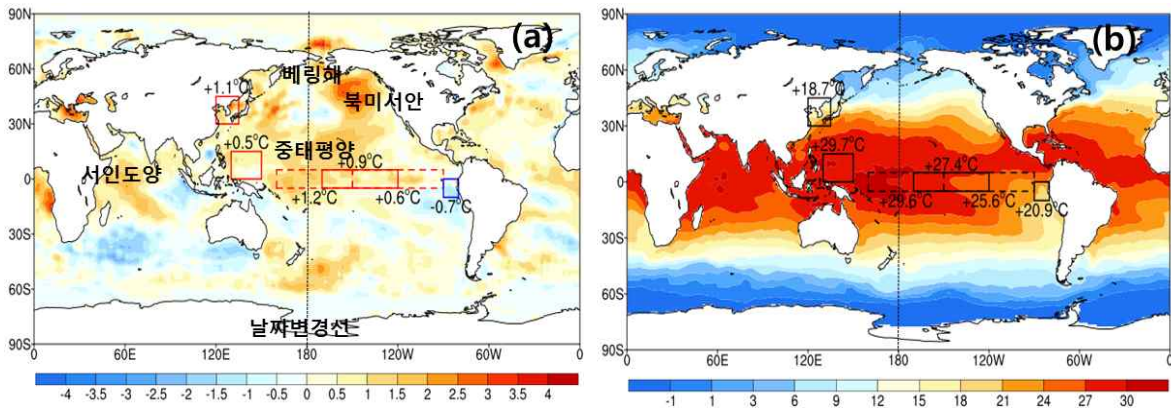 (a)
90N
60N
30N
0
30S
60S
90S
0
60E
120E
180
120W
60W
0
베링해
북미서안
+1.1°C
중태평양
+0.5°C
+0.9°C
서인도양
+1.2°C
+0.6°C
-0.7°C
날짜변경선
-4 -3.5 -3 -2.5 -2 -1.5 -1 -0.5 0 0.5 1 1.5 2 2.5 3 3.5 4
(b)
90N
60N
30N
0
30S
60S
90S
0
60E
120E
180
120W
60W
0
+18.7°C
+29.7°C
+27.4°C
+29.6°C
+25.6°C
+20.9°C
-1 1 3 6 9 12 15 18 21 24 27 30